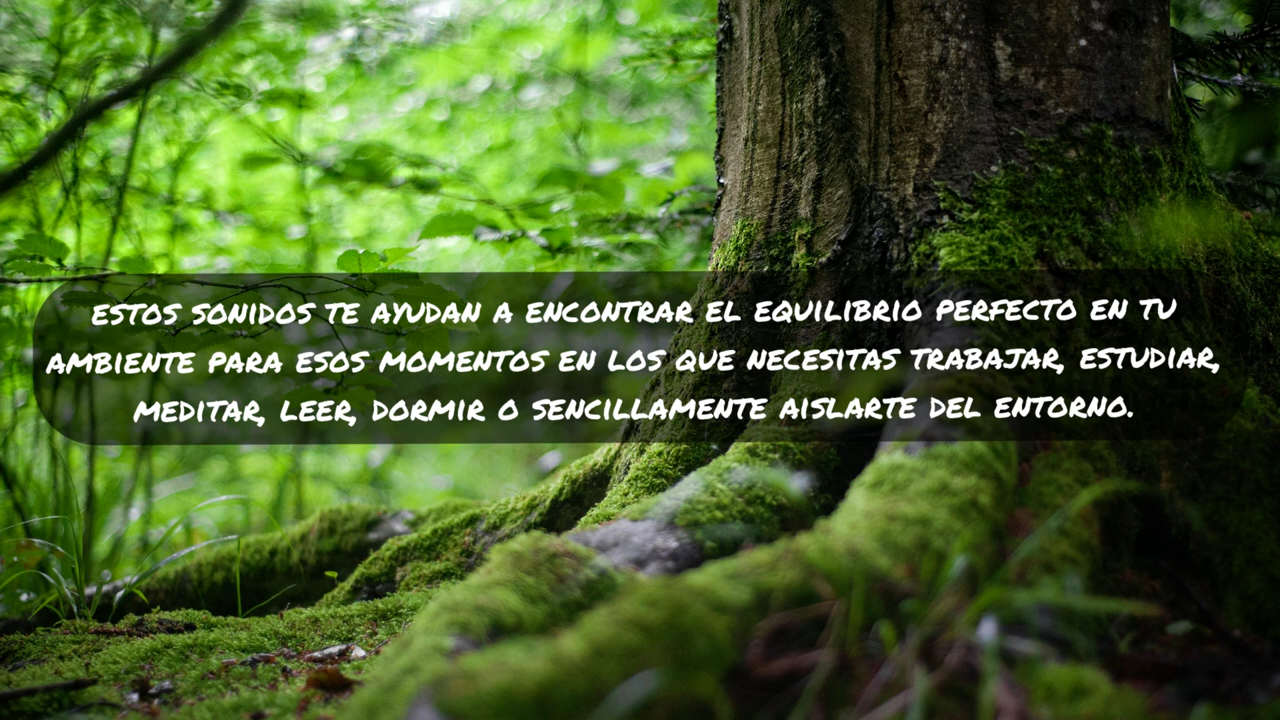 ESTOS SONIDOS TE AYUDAN A ENCONTRAR EL EQUILIBRIO PERFECTO EN TU
AMBIENTE PARA ESOS MOMENTOS EN LOS QUE NECESITAS TRABAJAR, ESTUDIAR,
MEDITAR, LEER, DORMIR O SENCILLAMENTE AISLARTE DEL ENTORNO.